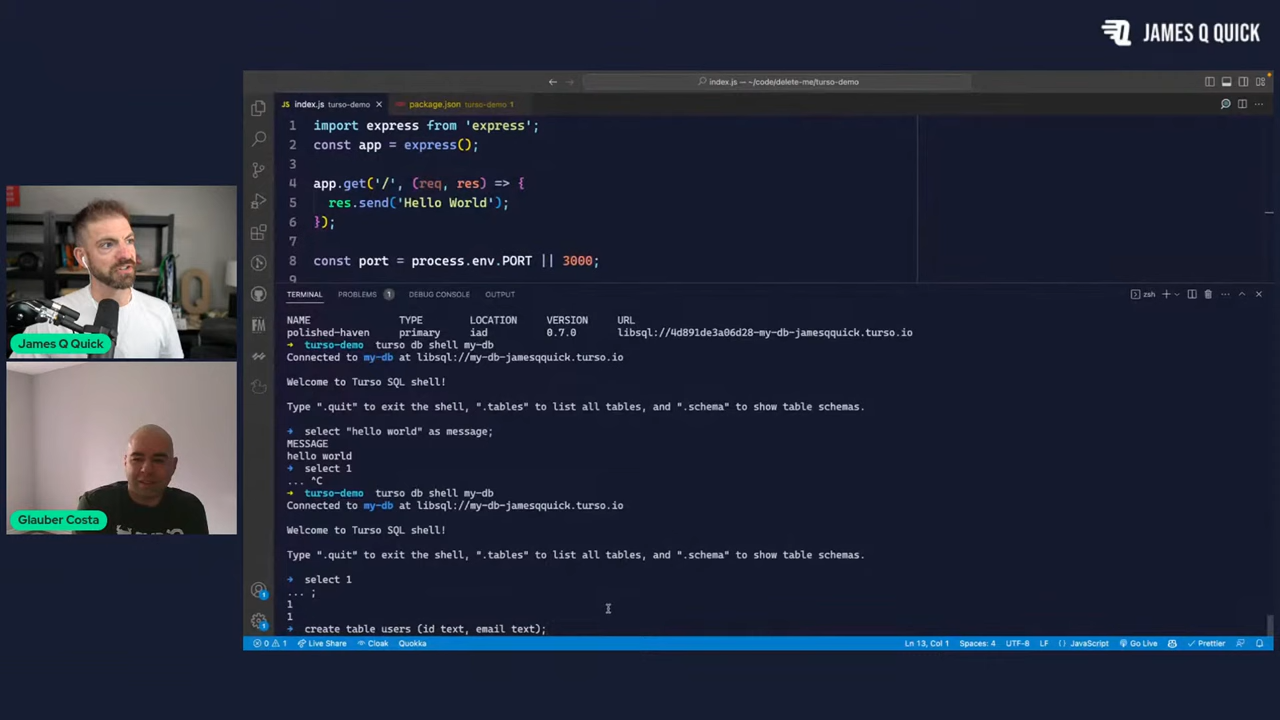 JAMES Q QUICK
index.js — ~/code/delete-me/turso-demo
index.js turso-demo
package.json turso-demo 1
1 import express from 'express';
2 const app = express();
3
4 app.get('/', (req, res) => {
5 res.send('Hello World');
6 });
7
8 const port = process.env.PORT || 3000;
9
TERMINAL PROBLEMS 1 DEBUG CONSOLE OUTPUT
zsh
NAME TYPE LOCATION VERSION URL
polished-haven primary iad 0.7.0 libsql://4d891de3a06d28-my-db-jamesqquick.turso.io
➜ turso-demo turso db shell my-db
Connected to my-db at libsql://my-db-jamesqquick.turso.io
Welcome to Turso SQL shell!
Type ".quit" to exit the shell, ".tables" to list all tables, and ".schema" to show table schemas.
→ select "hello world" as message;
MESSAGE
hello world
→ select 1
... ^C
➜ turso-demo turso db shell my-db
Connected to my-db at libsql://my-db-jamesqquick.turso.io
Welcome to Turso SQL shell!
Type ".quit" to exit the shell, ".tables" to list all tables, and ".schema" to show table schemas.
→ select 1
... ;
1
1
→ create table users (id text, email text);
James Q Quick
Glauber Costa
FM
1
1
0 1 Live Share Cloak Quokka
Ln 13, Col 1 Spaces: 4 UTF-8 LF JavaScript Go Live Prettier